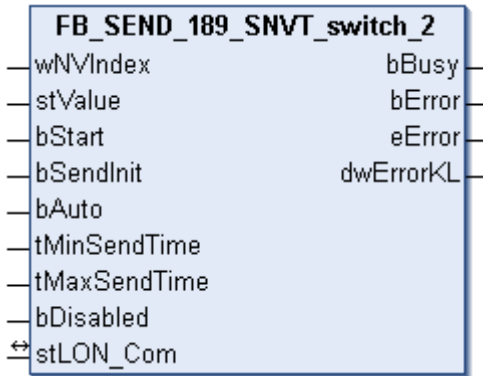 FB_SEND_189_SNVT_switch_2
wNVIndex bBusy
stValue bError
bStart eError
bSendInit dwErrorKL
bAuto
tMinSendTime
tMaxSendTime
bDisabled
stLON_Com